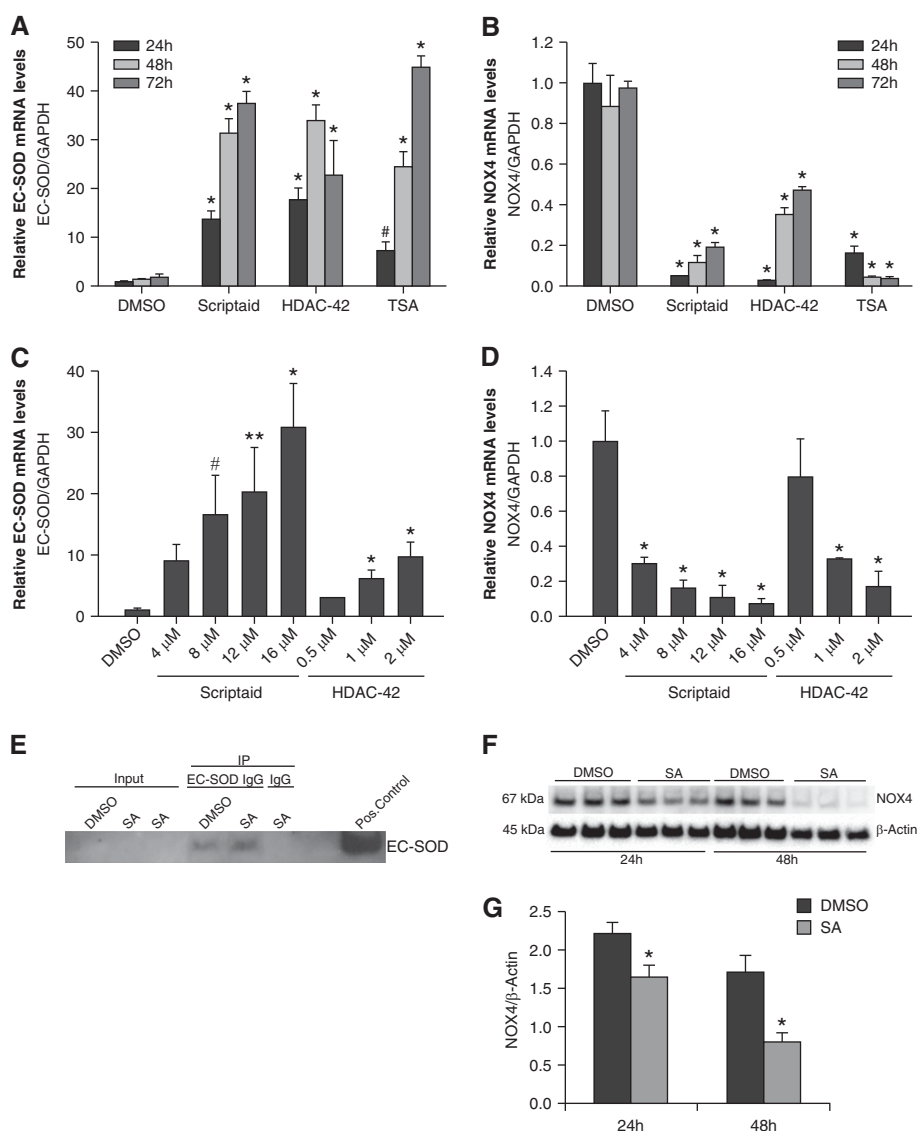 A
Relative EC-SOD mRNA levels
EC-SOD/GAPDH
50
40
30
20
10
0
24h
48h
72h
*
*
*
*
*
*
#
*
*
DMSO
Scriptaid
HDAC-42
TSA
B
Relative NOX4 mRNA levels
NOX4/GAPDH
1.2
1.0
0.8
0.6
0.4
0.2
0.0
24h
48h
72h
*
*
*
*
*
*
*
*
*
DMSO
Scriptaid
HDAC-42
TSA
C
Relative EC-SOD mRNA levels
EC-SOD/GAPDH
40
30
20
10
0
#
**
*
*
*
DMSO
4 µM
8 µM
12 µM
16 µM
0.5 µM
1 µM
2 µM
Scriptaid
HDAC-42
D
Relative NOX4 mRNA levels
NOX4/GAPDH
1.4
1.2
1.0
0.8
0.6
0.4
0.2
0.0
*
*
*
*
*
*
DMSO
4 µM
8 µM
12 µM
16 µM
0.5 µM
1 µM
2 µM
Scriptaid
HDAC-42
E
IP
Input
EC-SOD IgG
IgG
DMSO
SA
SA
DMSO
SA
SA
Pos.Control
EC-SOD
F
DMSO
SA
DMSO
SA
67 kDa
NOX4
45 kDa
β-Actin
24h
48h
G
NOX4/β-Actin
2.5
2.0
1.5
1.0
0.5
0.0
DMSO
SA
*
*
24h
48h